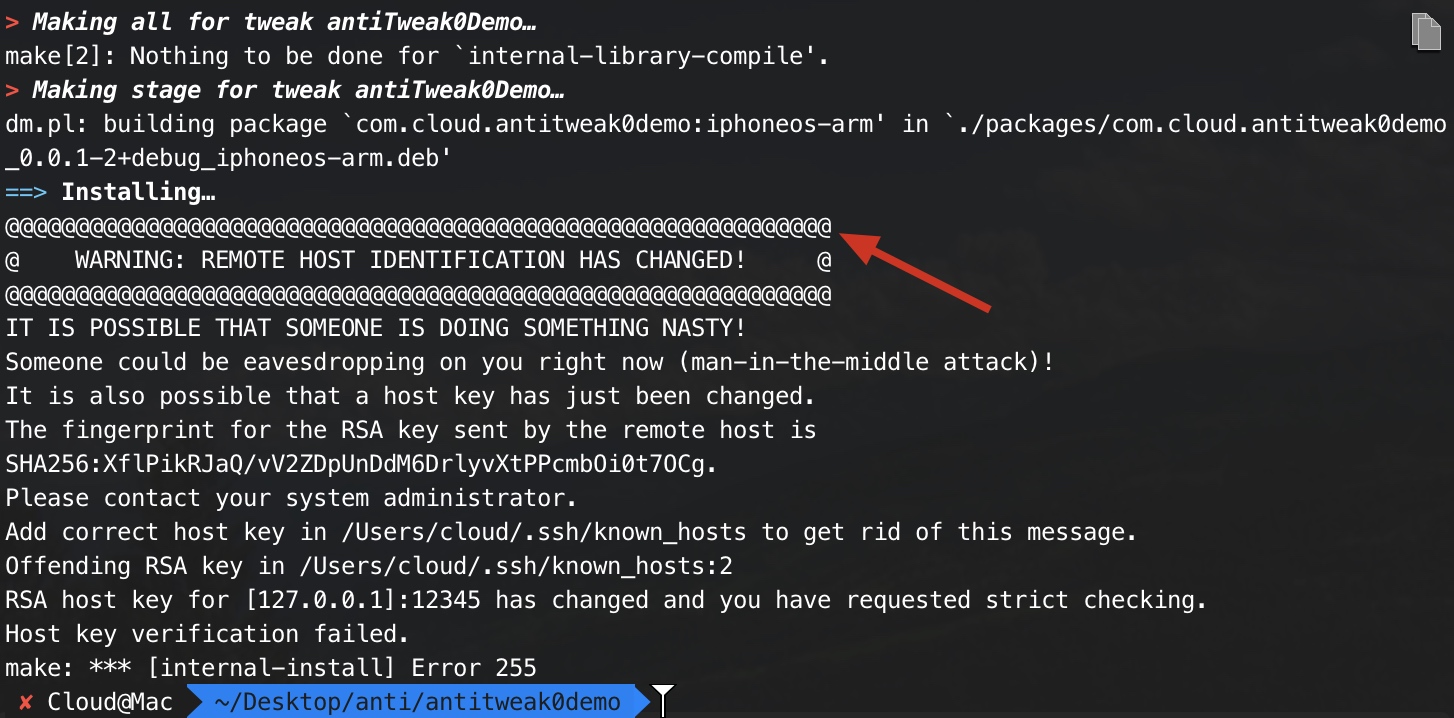 > Making all for tweak antiTweak0Demo…
make[2]: Nothing to be done for `internal-library-compile'.
> Making stage for tweak antiTweak0Demo…
dm.pl: building package `com.cloud.antitweak0demo:iphoneos-arm' in `./packages/com.cloud.antitweak0demo
_0.0.1-2+debug_iphoneos-arm.deb'
==> Installing…
@@@@@@@@@@@@@@@@@@@@@@@@@@@@@@@@@@@@@@@@@@@@@@@@@@@@@@@@@@@
@    WARNING: REMOTE HOST IDENTIFICATION HAS CHANGED!     @
@@@@@@@@@@@@@@@@@@@@@@@@@@@@@@@@@@@@@@@@@@@@@@@@@@@@@@@@@@@
IT IS POSSIBLE THAT SOMEONE IS DOING SOMETHING NASTY!
Someone could be eavesdropping on you right now (man-in-the-middle attack)!
It is also possible that a host key has just been changed.
The fingerprint for the RSA key sent by the remote host is
SHA256:XflPikRJaQ/vV2ZDpUnDdM6DrlyvXtPPcmbOi0t7OCg.
Please contact your system administrator.
Add correct host key in /Users/cloud/.ssh/known_hosts to get rid of this message.
Offending RSA key in /Users/cloud/.ssh/known_hosts:2
RSA host key for [127.0.0.1]:12345 has changed and you have requested strict checking.
Host key verification failed.
make: *** [internal-install] Error 255
✘ Cloud@Mac ~/Desktop/anti/antitweak0demo